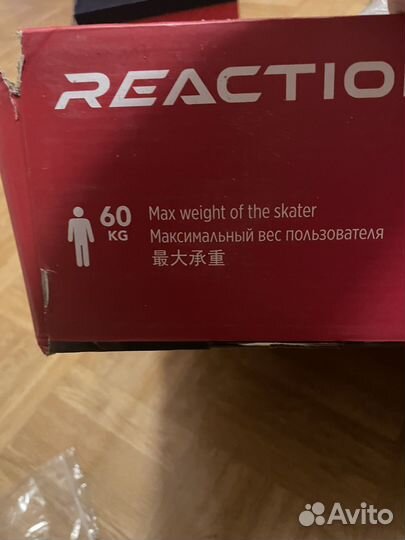 REACTIO
60
KG
Max weight of the skater
Максимальный вес пользователя
最大承重
Avito